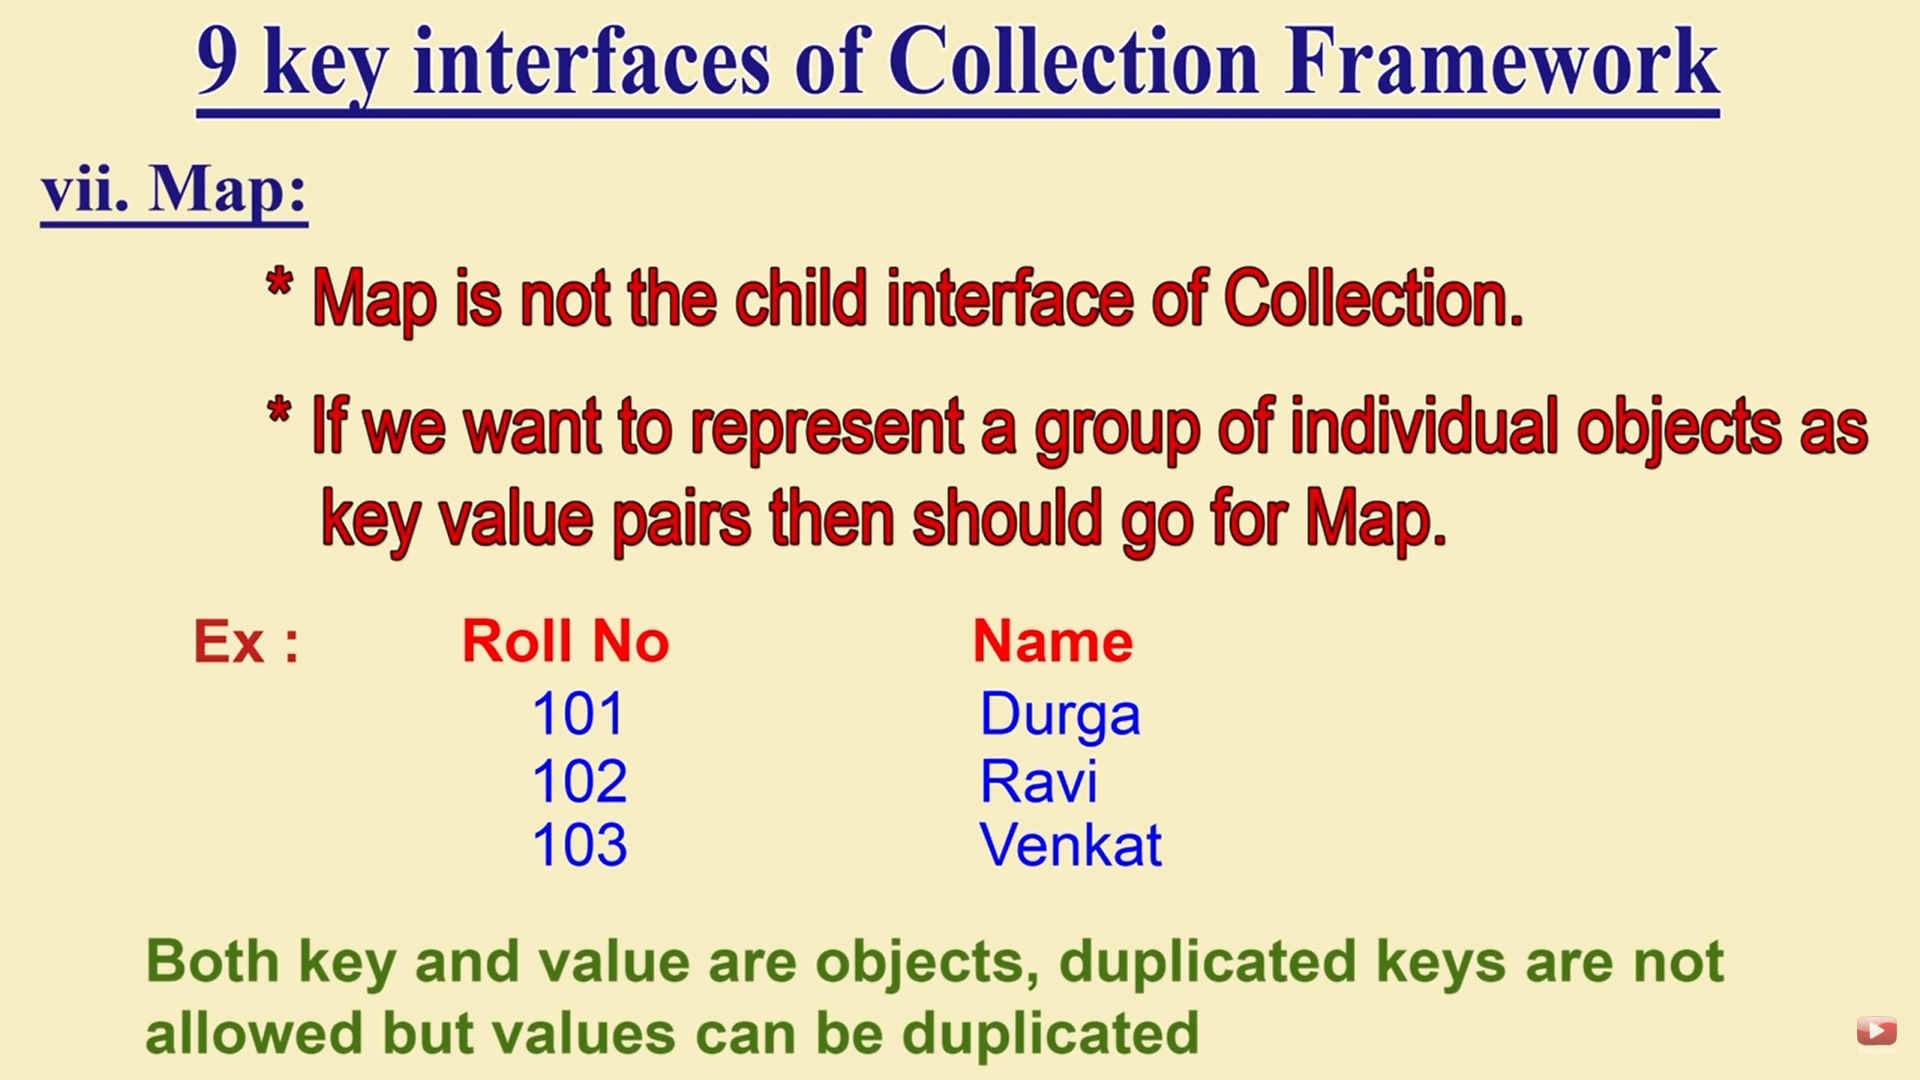 9 key interfaces of Collection Framework
vii. Map:
* Map is not the child interface of Collection.
* If we want to represent a group of individual objects as
key value pairs then should go for Map.
Ex : Roll No Name
101 Durga
102 Ravi
103 Venkat
Both key and value are objects, duplicated keys are not
allowed but values can be duplicated